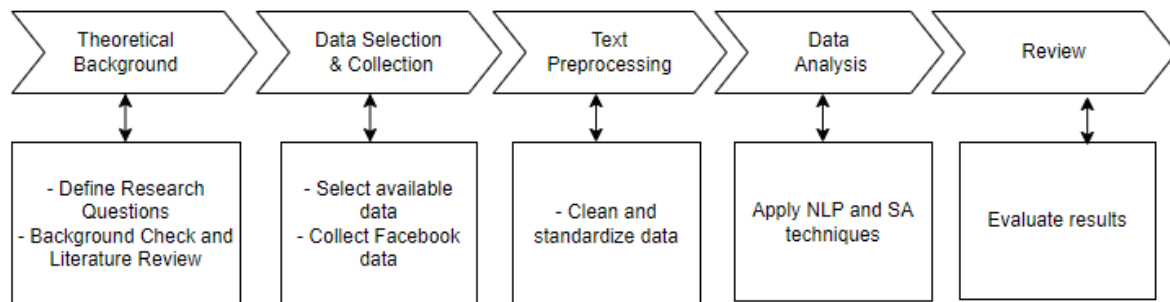 Theoretical
Background
Data Selection
& Collection
Text
Preprocessing
Data
Analysis
Review
- Define Research
Questions
- Background Check and
Literature Review
- Select available
data
- Collect Facebook
data
- Clean and
standardize data
Apply NLP and SA
techniques
Evaluate results